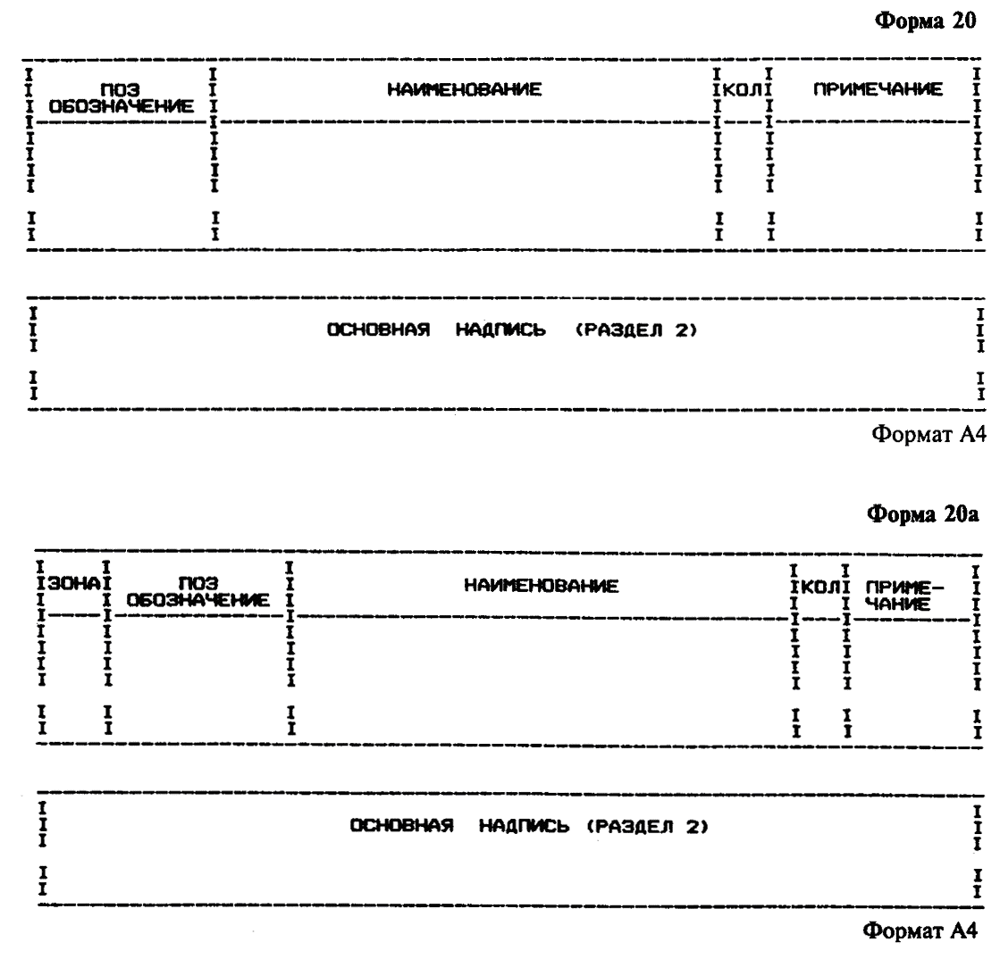 Форма 20
ПОЗ НАИМЕНОВАНИЕ КОЛ ПРИМЕЧАНИЕ
ОБОЗНАЧЕНИЕ
ОСНОВНАЯ НАДПИСЬ (РАЗДЕЛ 2)
Формат А4
Форма 20а
ЗОНА ПОЗ НАИМЕНОВАНИЕ КОЛ ПРИМЕ-
ОБОЗНАЧЕНИЕ ЧАНИЕ
ОСНОВНАЯ НАДПИСЬ (РАЗДЕЛ 2)
Формат А4